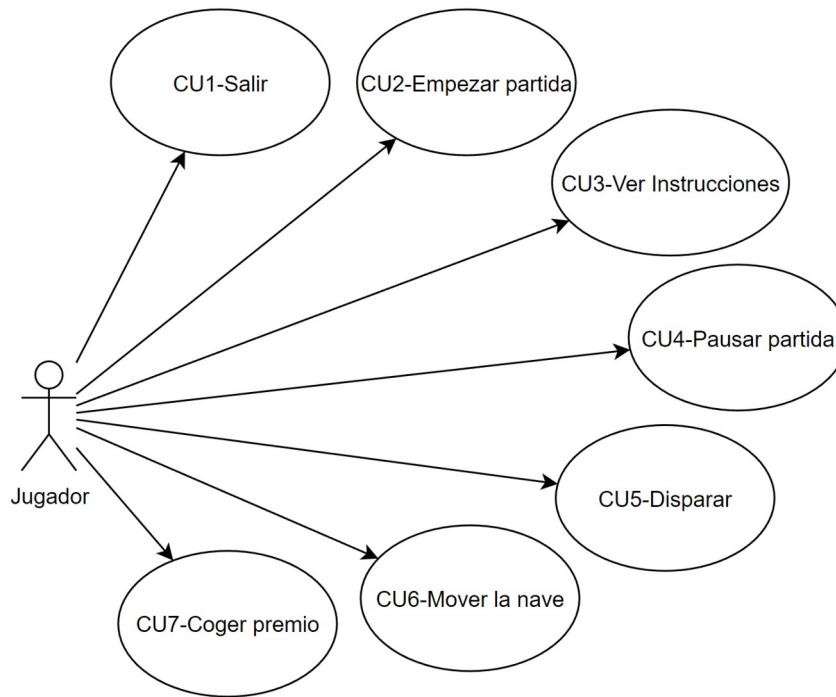 CU1-Salir
CU2-Empezar partida
CU3-Ver Instrucciones
CU4-Pausar partida
CU5-Disparar
CU6-Mover la nave
CU7-Coger premio
Jugador